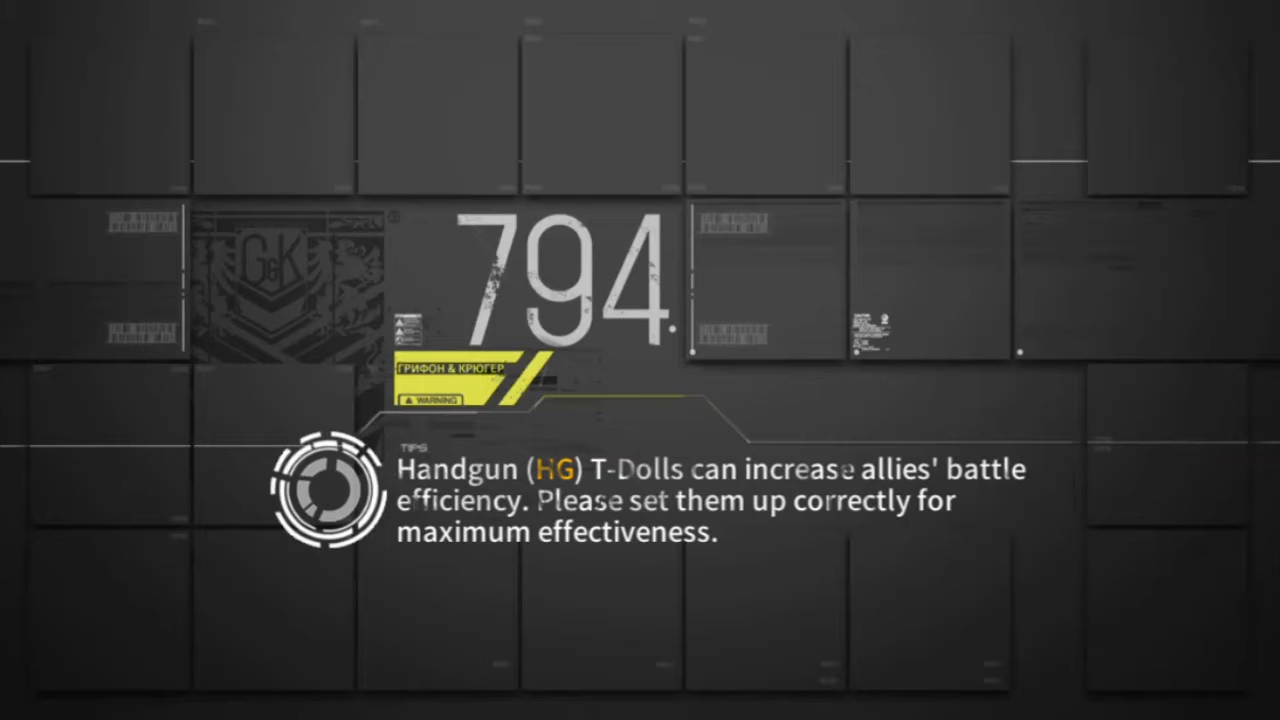 G&K
794.
ГРИФОН & КРЮГЕР
WARNING
TIPS
Handgun (HG) T-Dolls can increase allies' battle
efficiency. Please set them up correctly for
maximum effectiveness.